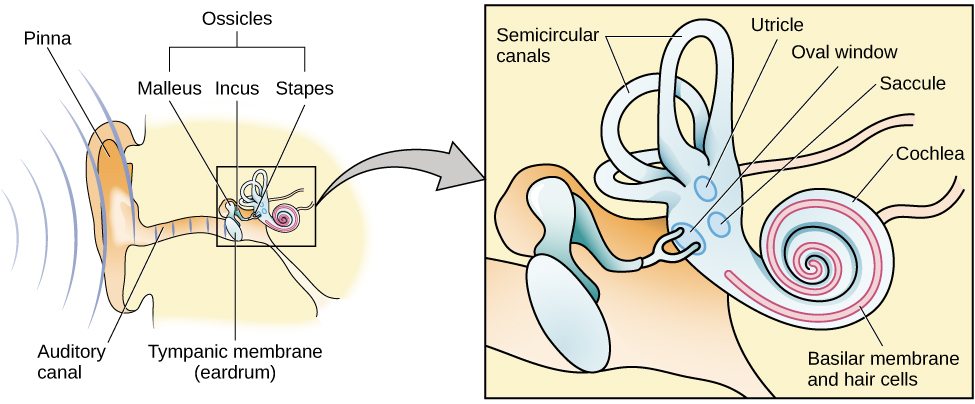 Ossicles
Pinna
Malleus
Incus
Stapes
Auditory
canal
Tympanic membrane
(eardrum)
Semicircular
canals
Utricle
Oval window
Saccule
Cochlea
Basilar membrane
and hair cells